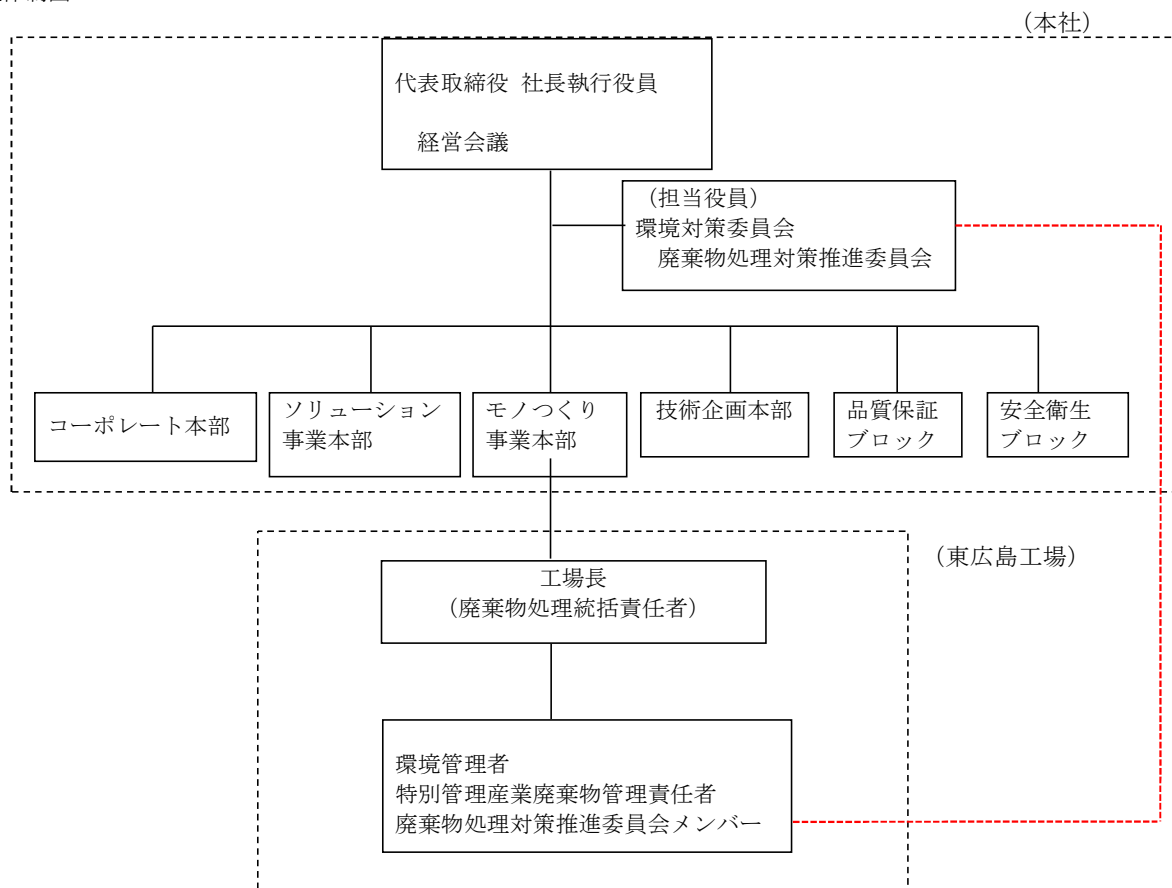 （本社）
代表取締役 社長執行役員
経営会議
（担当役員）
環境対策委員会
廃棄物処理対策推進委員会
コーポレート本部
ソリューション
事業本部
モノつくり
事業本部
技術企画本部
品質保証
ブロック
安全衛生
ブロック
（東広島工場）
工場長
（廃棄物処理統括責任者）
環境管理者
特別管理産業廃棄物管理責任者
廃棄物処理対策推進委員会メンバー